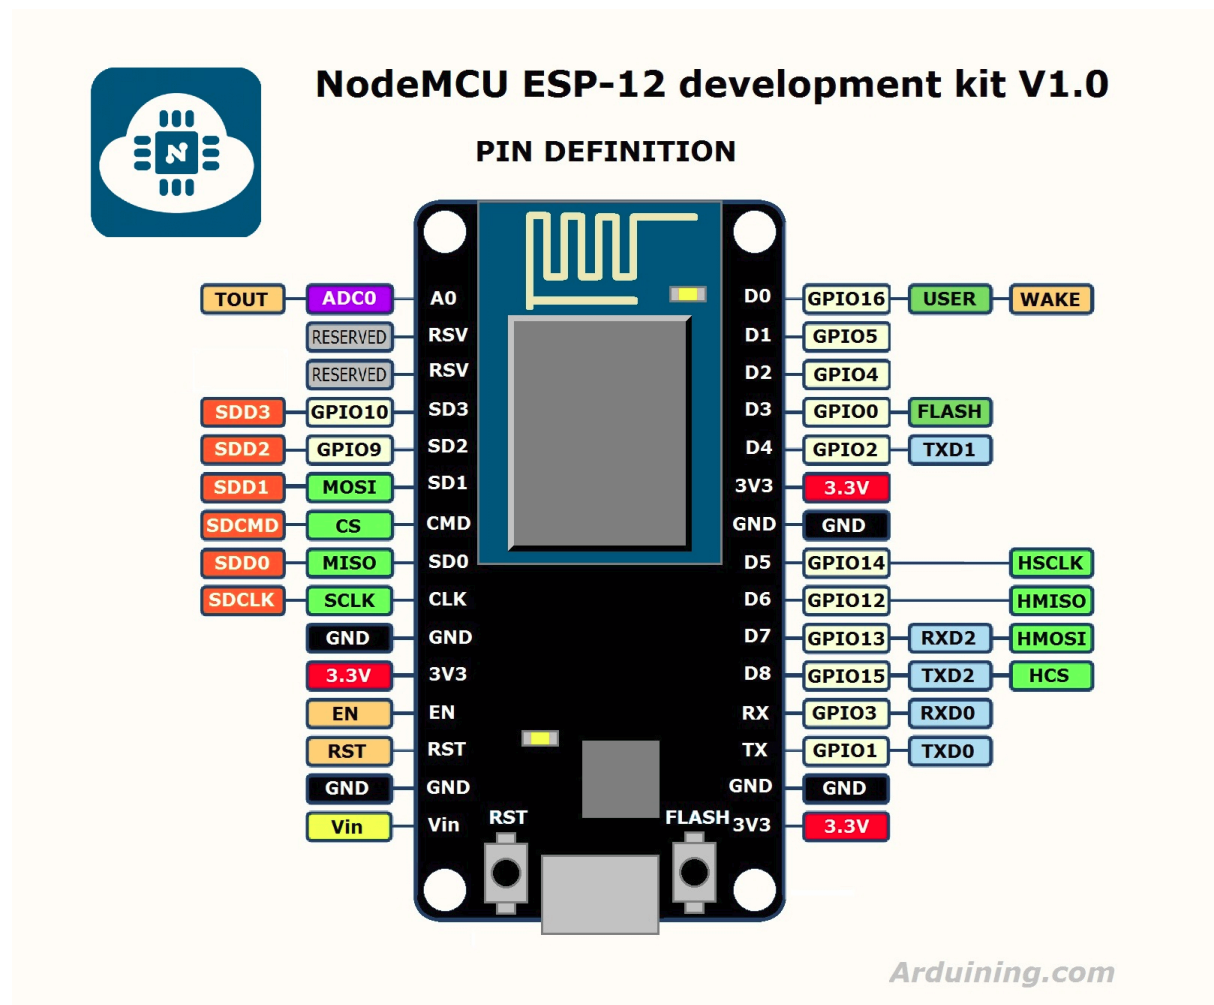 NodeMCU ESP-12 development kit V1.0
PIN DEFINITION
N
TOUT ADC0 A0 D0 GPIO16 USER WAKE
RESERVED RSV D1 GPIO5
RESERVED RSV D2 GPIO4
SDD3 GPIO10 SD3 D3 GPIO0 FLASH
SDD2 GPIO9 SD2 D4 GPIO2 TXD1
SDD1 MOSI SD1 3V3 3.3V
SDCMD CS CMD GND GND
SDD0 MISO SD0 D5 GPIO14 HSCLK
SDCLK SCLK CLK D6 GPIO12 HMISO
GND GND D7 GPIO13 RXD2 HMOSI
3.3V 3V3 D8 GPIO15 TXD2 HCS
EN EN RX GPIO3 RXD0
RST RST TX GPIO1 TXD0
GND GND GND GND
Vin Vin RST FLASH 3V3 3.3V
Arduining.com